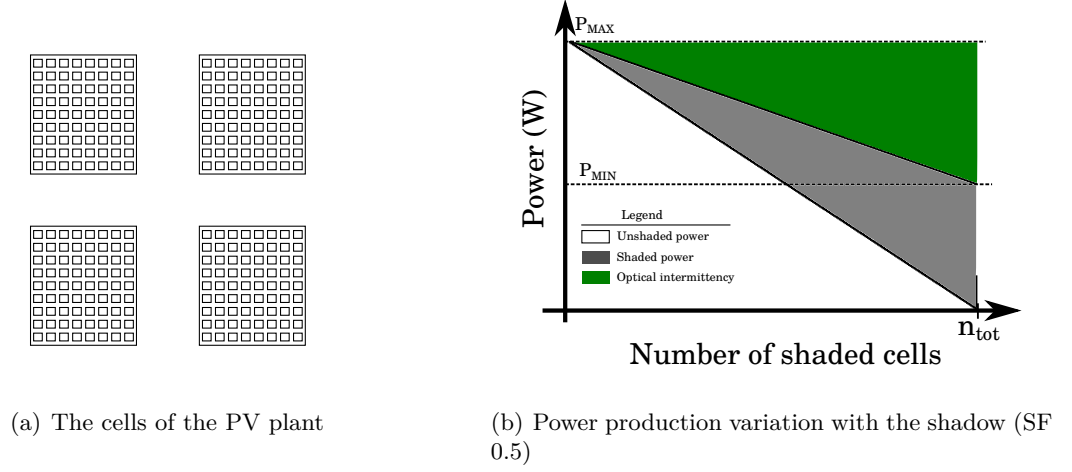 P_MAX
Power (W)
P_MIN
Legend
Unshaded power
Shaded power
Optical intermittency
n_tot
Number of shaded cells
(a) The cells of the PV plant
(b) Power production variation with the shadow (SF
0.5)